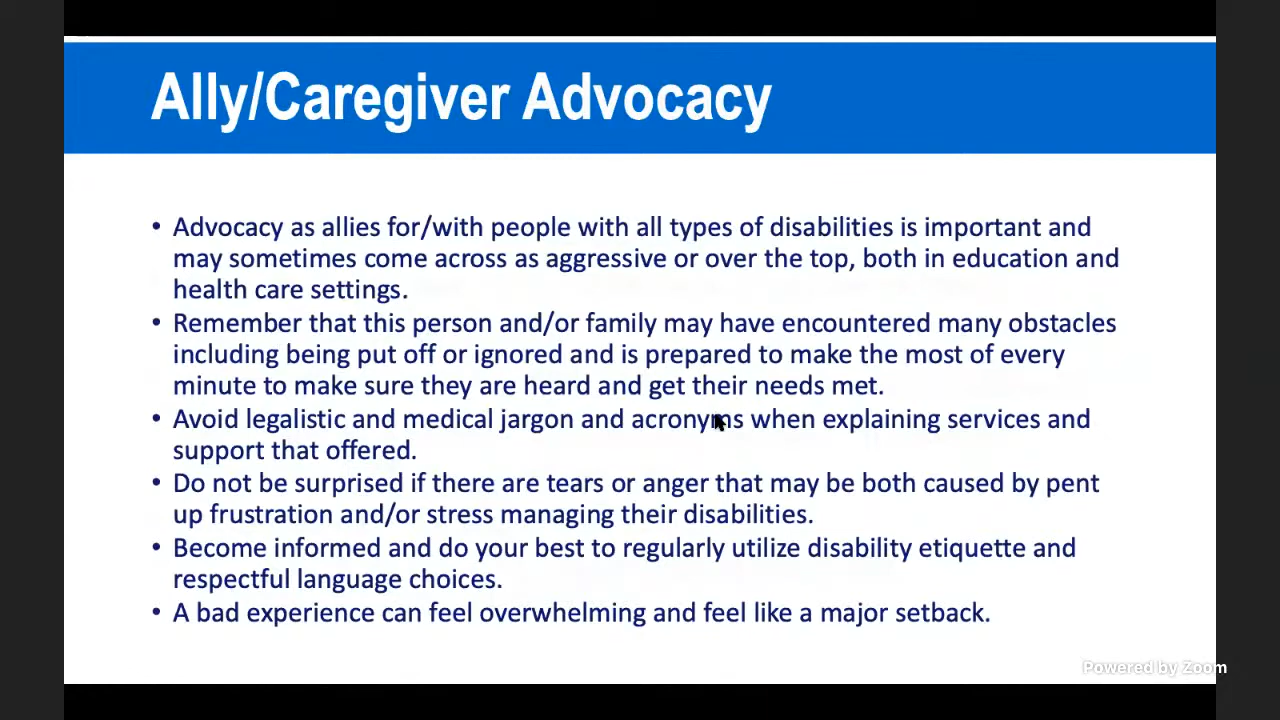 Ally/Caregiver Advocacy
• Advocacy as allies for/with people with all types of disabilities is important and
may sometimes come across as aggressive or over the top, both in education and
health care settings.
• Remember that this person and/or family may have encountered many obstacles
including being put off or ignored and is prepared to make the most of every
minute to make sure they are heard and get their needs met.
• Avoid legalistic and medical jargon and acronyms when explaining services and
support that offered.
• Do not be surprised if there are tears or anger that may be both caused by pent
up frustration and/or stress managing their disabilities.
• Become informed and do your best to regularly utilize disability etiquette and
respectful language choices.
• A bad experience can feel overwhelming and feel like a major setback.
Powered by Zoom